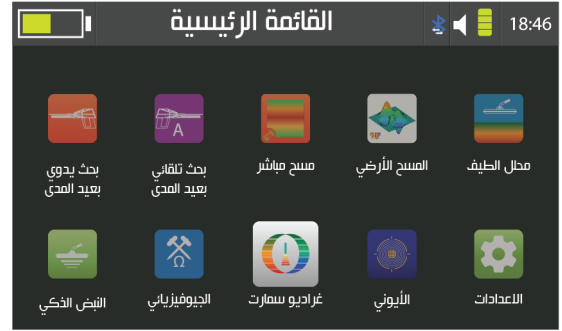 القائمة الرئيسية
18:46
محلل الطيف
المسح الأرضي
مسح مباشر
بحث تلقائي
بعيد المدى
A
بحث يدوي
بعيد المدى
الاعدادات
الأيوني
غراديو سمارت
الجيوفيزيائي
Ω
النبض الذكي